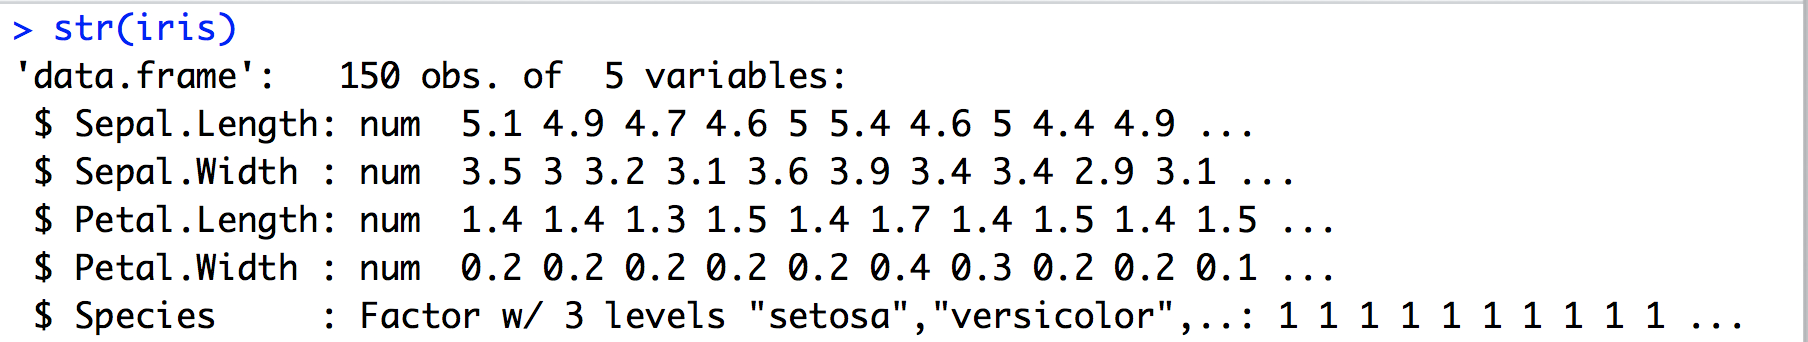 > str(iris)
'data.frame':   150 obs. of  5 variables:
 $ Sepal.Length: num  5.1 4.9 4.7 4.6 5 5.4 4.6 5 4.4 4.9 ...
 $ Sepal.Width : num  3.5 3 3.2 3.1 3.6 3.9 3.4 3.4 2.9 3.1 ...
 $ Petal.Length: num  1.4 1.4 1.3 1.5 1.4 1.7 1.4 1.5 1.4 1.5 ...
 $ Petal.Width : num  0.2 0.2 0.2 0.2 0.2 0.4 0.3 0.2 0.2 0.1 ...
 $ Species     : Factor w/ 3 levels "setosa","versicolor",..: 1 1 1 1 1 1 1 1 1 1 ...